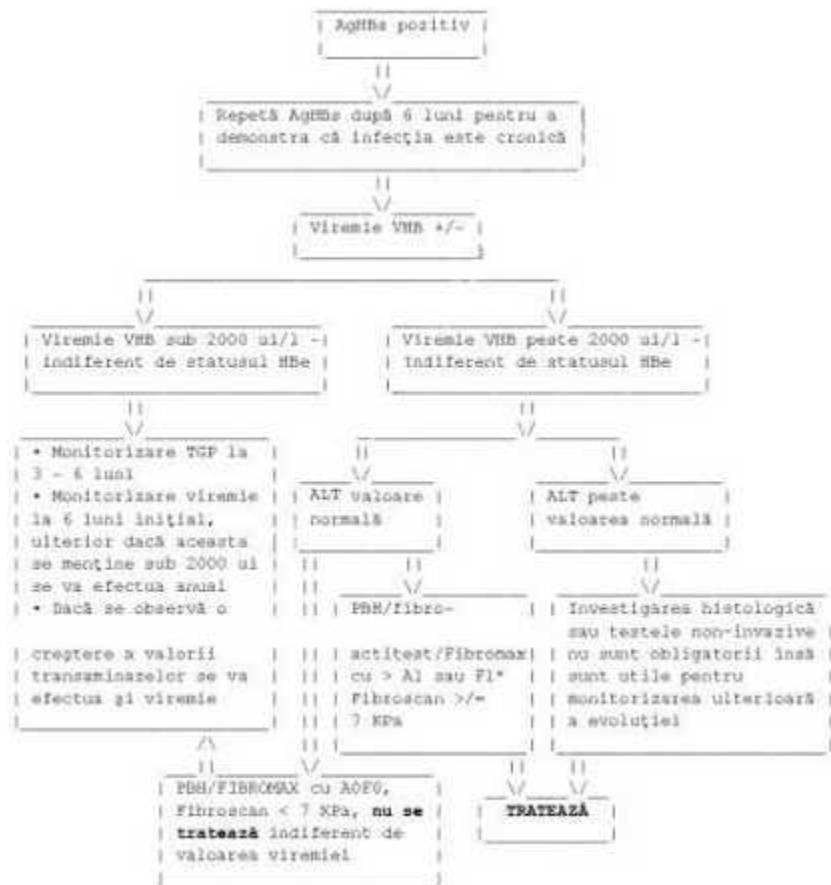 AgHBs pozitiv
Repetă AgHBs după 6 luni pentru a
demonstra că infecţia este cronică
Viremie VHB +/-
Viremie VHB sub 2000 ui/l -
indiferent de statusul HBe
Viremie VHB peste 2000 ui/l -
indiferent de statusul HBe
• Monitorizare TGP la
3 - 6 luni
• Monitorizare viremie
la 6 luni iniţial,
ulterior dacă aceasta
se menţine sub 2000 ui
se va efectua anual
• Dacă se observă o
creştere a valorii
transaminazelor se va
efectua şi viremie
ALT valoare
normală
ALT peste
valoarea normală
PBH/fibro-
actitest/Fibromax
cu > A1 sau F1*
Fibroscan >/=
7 KPa
Investigarea histologică
sau testele non-invazive
nu sunt obligatorii însă
sunt utile pentru
monitorizarea ulterioară
a evoluţiei
PBH/FIBROMAX cu A0F0,
Fibroscan < 7 KPa, nu se
tratează indiferent de
valoarea viremiei
TRATEAZĂ